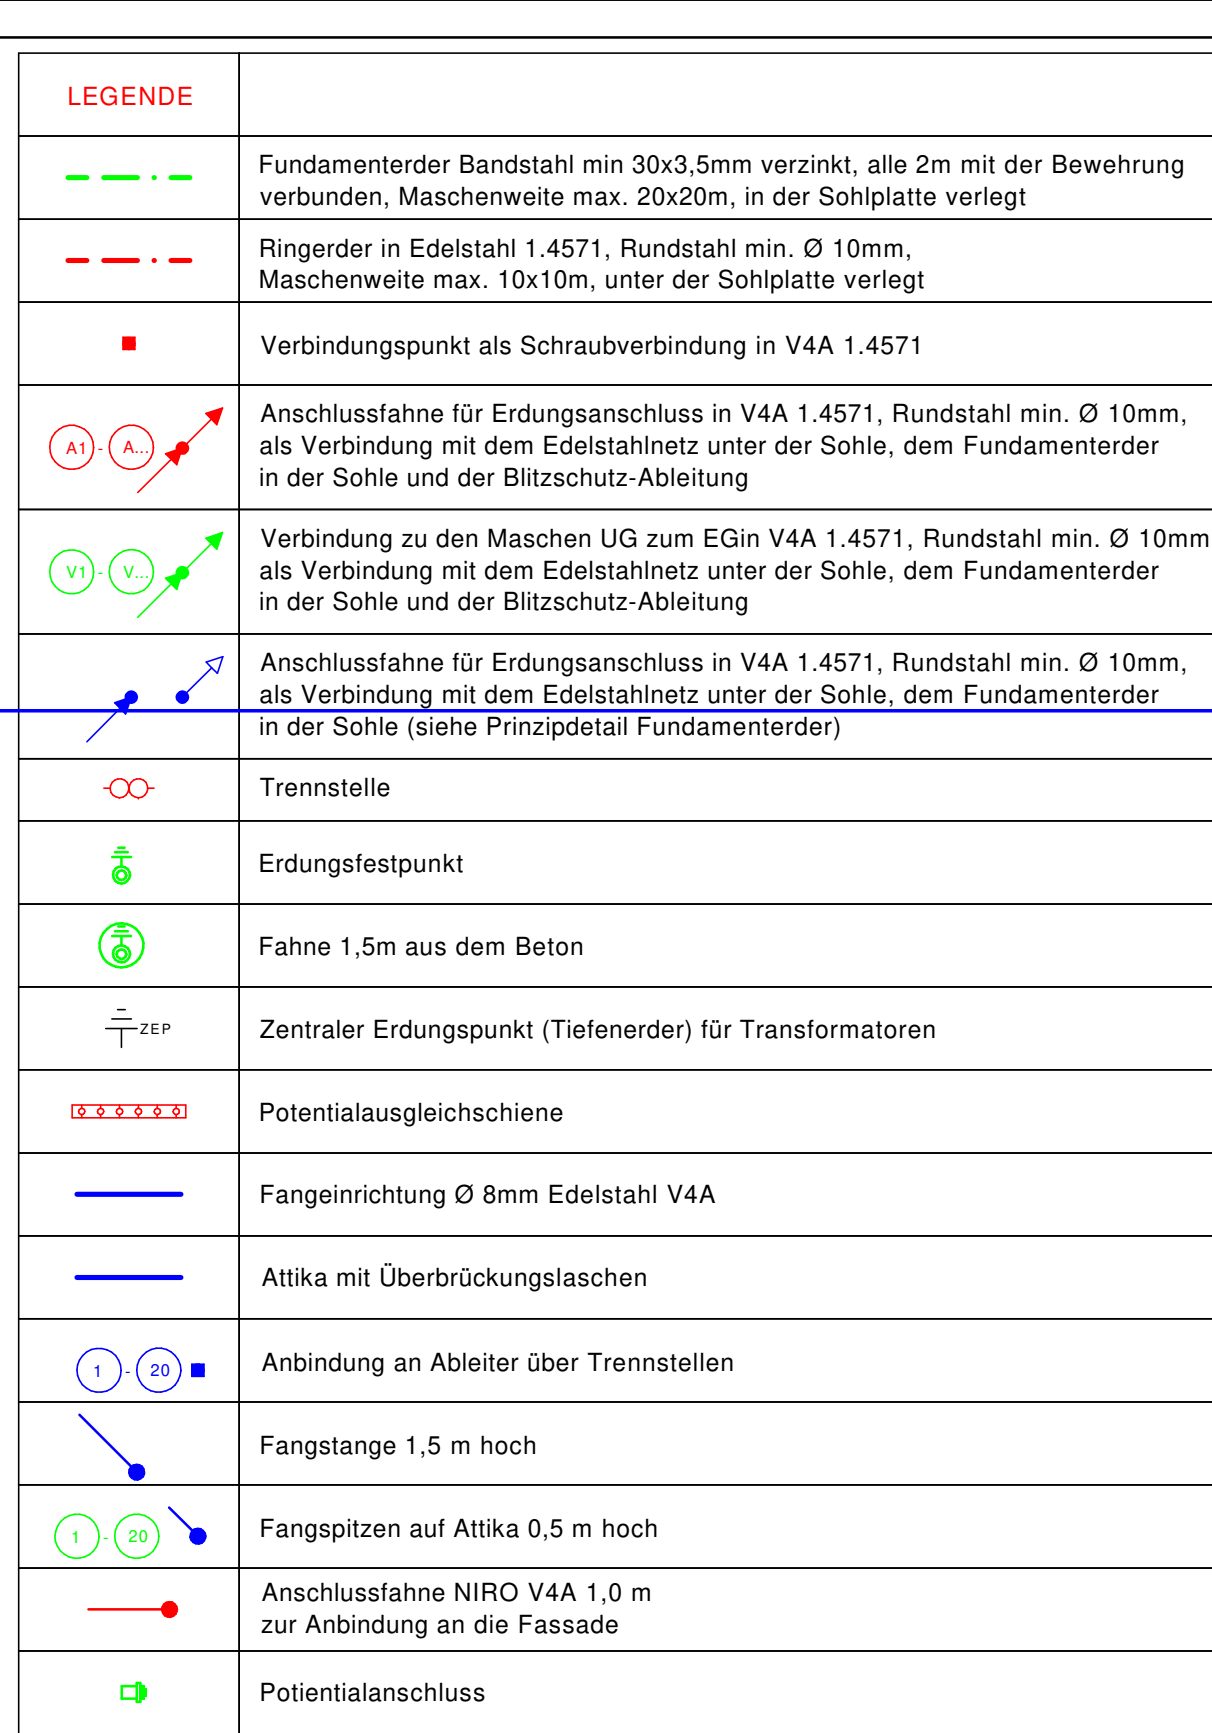 LEGENDE
Fundamenterder Bandstahl min 30x3,5mm verzinkt, alle 2m mit der Bewehrung
verbunden, Maschenweite max. 20x20m, in der Sohlplatte verlegt
Ringerder in Edelstahl 1.4571, Rundstahl min. Ø 10mm,
Maschenweite max. 10x10m, unter der Sohlplatte verlegt
Verbindungspunkt als Schraubverbindung in V4A 1.4571
A1 - A...
Anschlussfahne für Erdungsanschluss in V4A 1.4571, Rundstahl min. Ø 10mm,
als Verbindung mit dem Edelstahlnetz unter der Sohle, dem Fundamenterder
in der Sohle und der Blitzschutz-Ableitung
V1 - V...
Verbindung zu den Maschen UG zum EGin V4A 1.4571, Rundstahl min. Ø 10mm
als Verbindung mit dem Edelstahlnetz unter der Sohle, dem Fundamenterder
in der Sohle und der Blitzschutz-Ableitung
Anschlussfahne für Erdungsanschluss in V4A 1.4571, Rundstahl min. Ø 10mm,
als Verbindung mit dem Edelstahlnetz unter der Sohle, dem Fundamenterder
in der Sohle (siehe Prinzipdetail Fundamenterder)
Trennstelle
Erdungsfestpunkt
Fahne 1,5m aus dem Beton
ZEP
Zentraler Erdungspunkt (Tiefenerder) für Transformatoren
Potentialausgleichschiene
Fangeinrichtung Ø 8mm Edelstahl V4A
Attika mit Überbrückungslaschen
1 - 20
Anbindung an Ableiter über Trennstellen
Fangstange 1,5 m hoch
1 - 20
Fangspitzen auf Attika 0,5 m hoch
Anschlussfahne NIRO V4A 1,0 m
zur Anbindung an die Fassade
Potientialanschluss